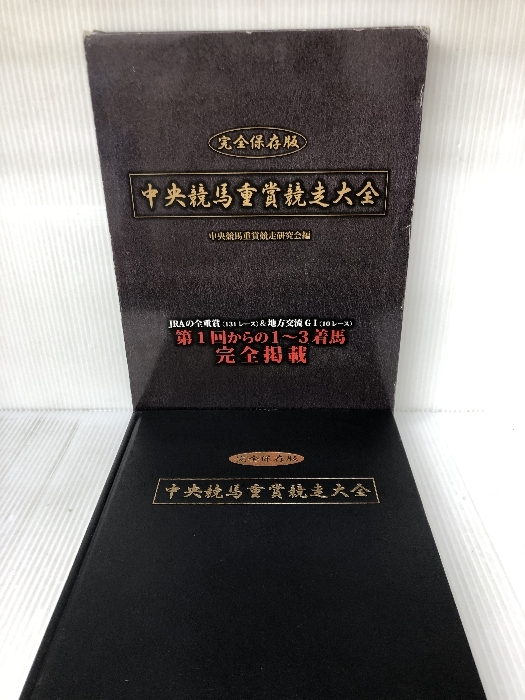 完全保存版
中央競馬重賞競走大全
中央競馬重賞競走研究会編
JRAの全重賞(131レース)&地方交流GⅠ(10レース)
第1回からの1〜3着馬
完全掲載
完全保存版
中央競馬重賞競走大全